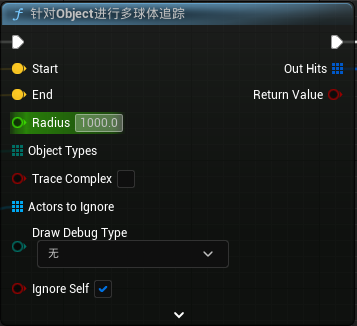 f 针对Object进行多球体追踪
Start
Out Hits
End
Return Value
Radius 1000.0
Object Types
Trace Complex
Actors to Ignore
Draw Debug Type
无
Ignore Self